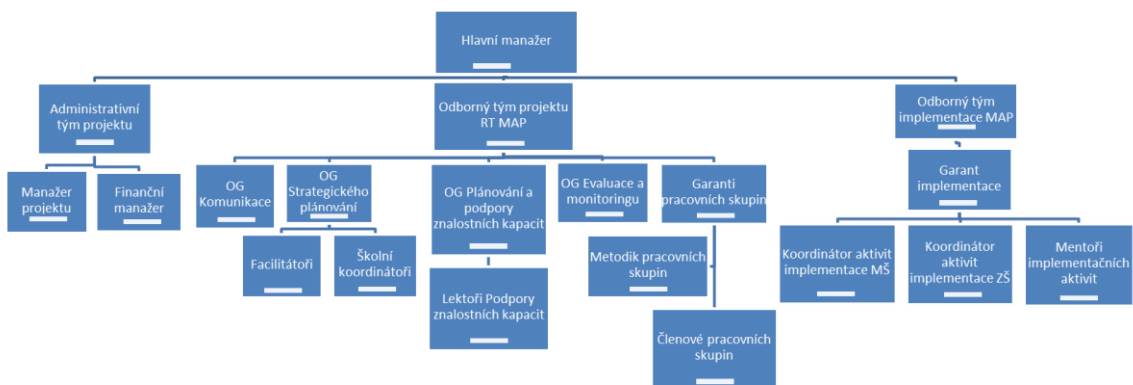 Hlavní manažer
Administrativní
tým projektu
Odborný tým projektu
RT MAP
Odborný tým
implementace MAP
Manažer
projektu
Finanční
manažer
OG
Komunikace
OG
Strategického
plánování
OG Plánování a
podpory
znalostních kapacit
OG Evaluace a
monitoringu
Garanti
pracovních skupin
Garant
implementace
Facilitátoři
Školní
koordinátoři
Lektoři Podpory
znalostních kapacit
Metodik pracovních
skupin
Členové pracovních
skupin
Koordinátor aktivit
implementace MŠ
Koordinátor
aktivit
implementace ZŠ
Mentoři
implementačních
aktivit